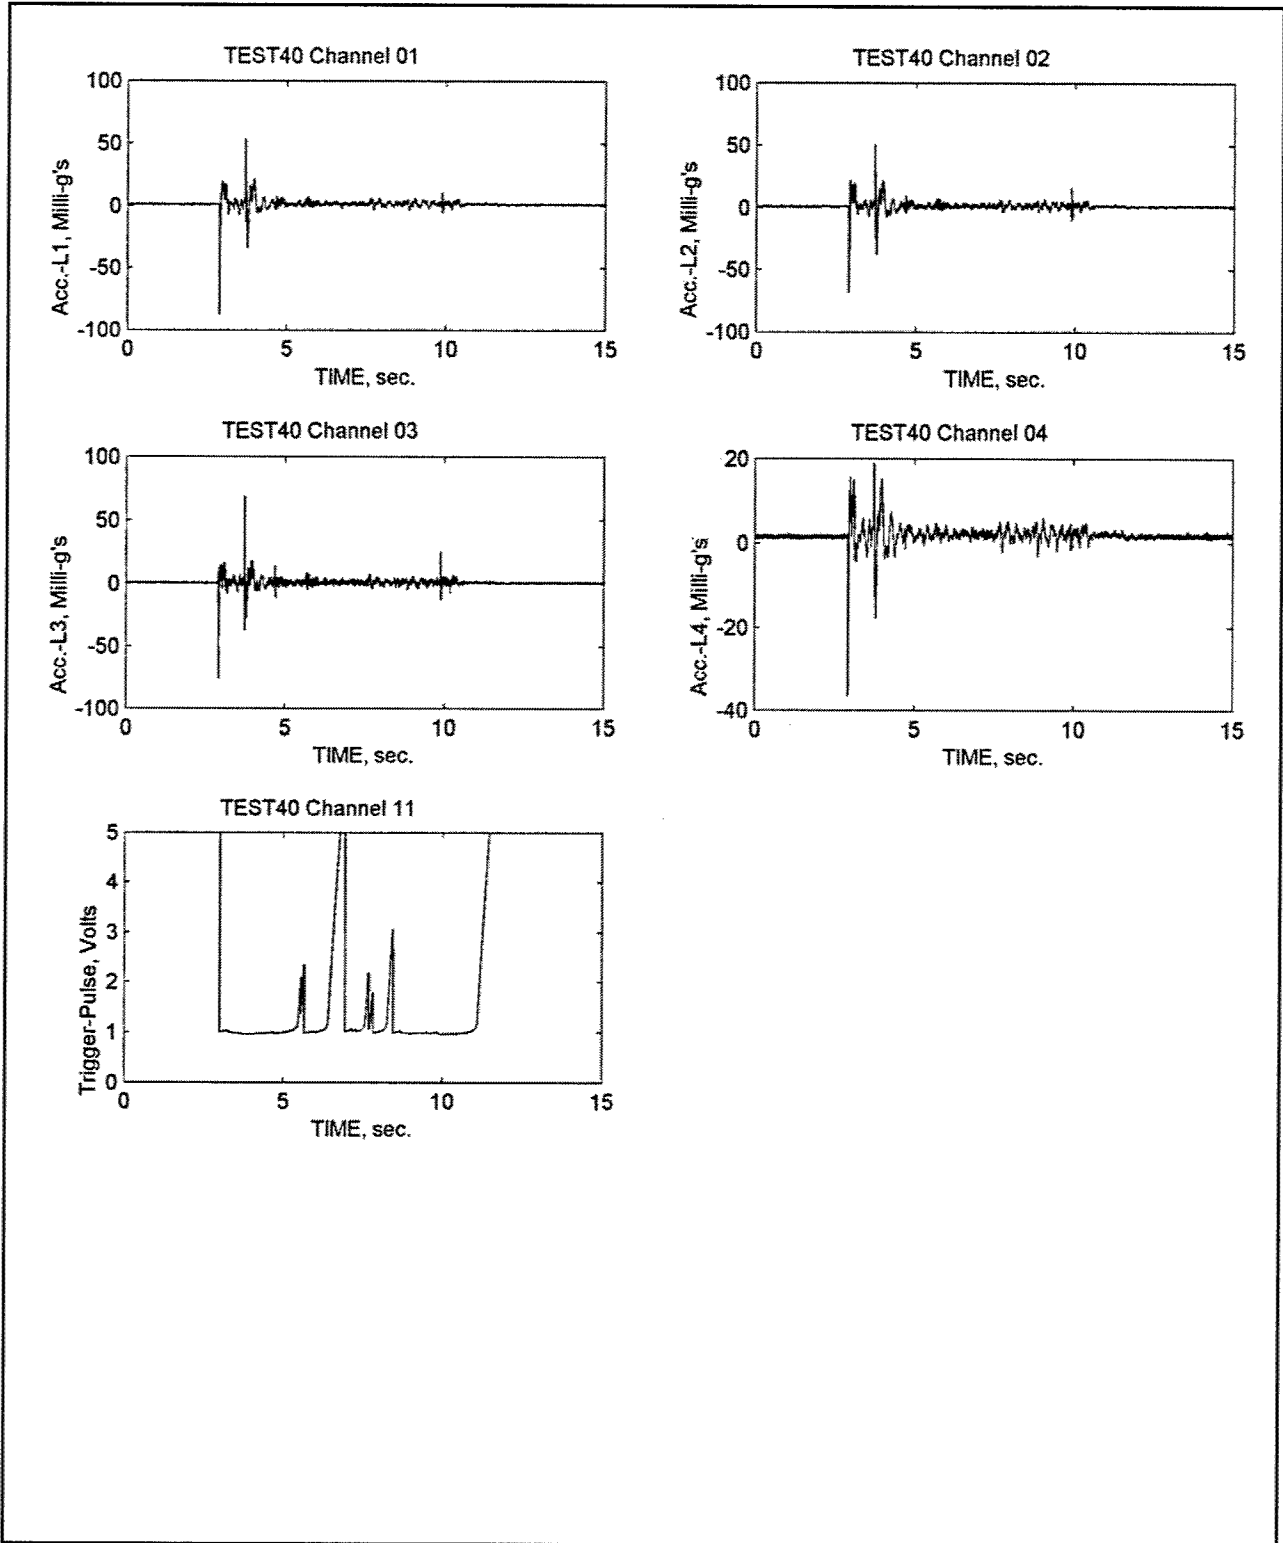 TEST40 Channel 01
100
50
0
-50
-100
Acc.-L1, Milli-g's
0 5 10 15
TIME, sec.
TEST40 Channel 02
100
50
0
-50
-100
Acc.-L2, Milli-g's
0 5 10 15
TIME, sec.
TEST40 Channel 03
100
50
0
-50
-100
Acc.-L3, Milli-g's
0 5 10 15
TIME, sec.
TEST40 Channel 04
20
0
-20
-40
Acc.-L4, Milli-g's
0 5 10 15
TIME, sec.
TEST40 Channel 11
5
4
3
2
1
0
Trigger-Pulse, Volts
0 5 10 15
TIME, sec.